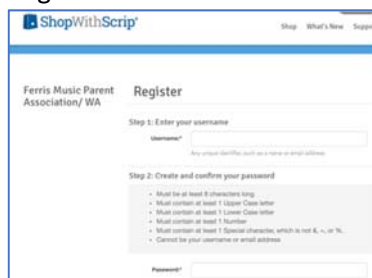 ShopWithScrip
Shop What's New Suppo
Ferris Music Parent
Association/ WA
Register
Step 1: Enter your username
Username:*
Any unique identifier, such as a name or email address
Step 2: Create and confirm your password
• Must be at least 8 characters long
• Must contain at least 1 Upper Case letter
• Must contain at least 1 Lower Case letter
• Must contain at least 1 Number
• Must contain at least 1 Special character, which is not &, =, or %.
• Cannot be your username or email address
Password:*